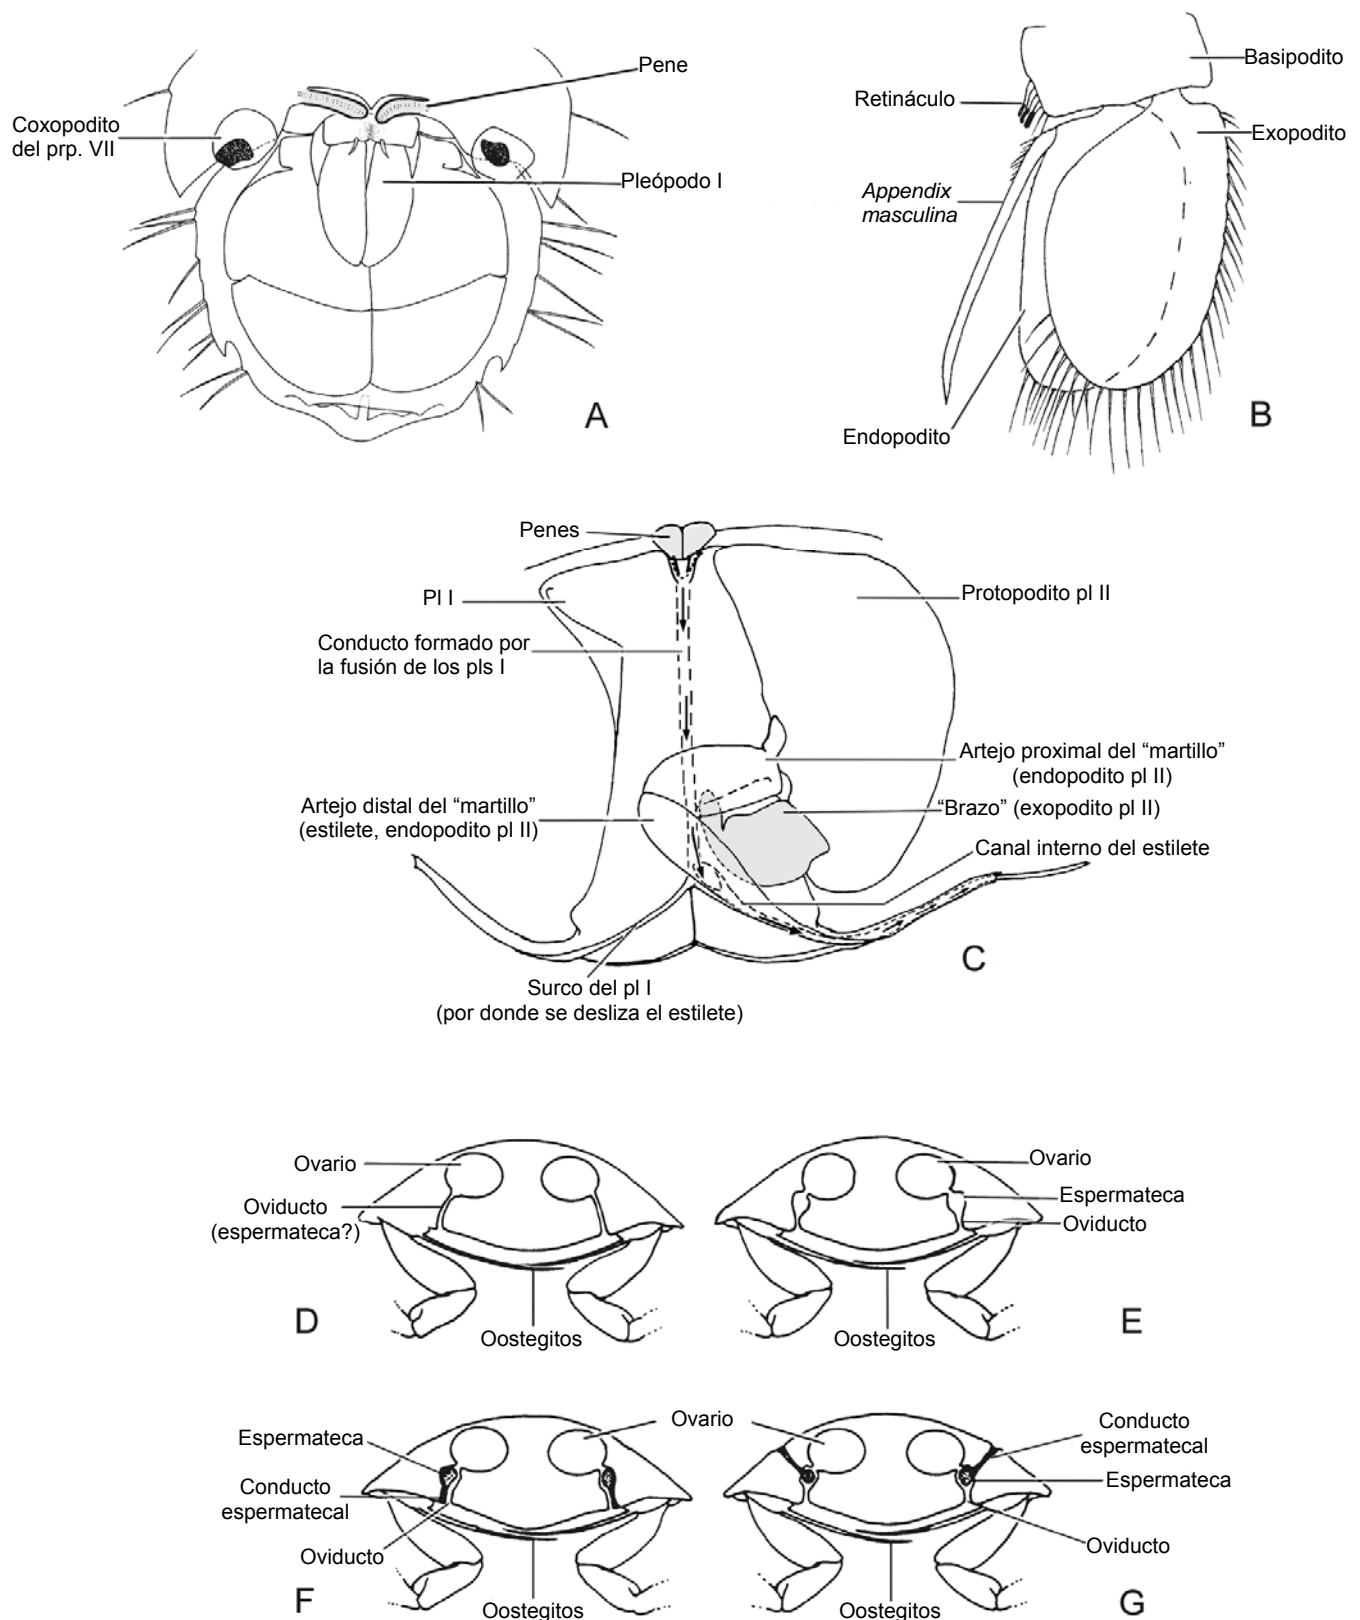 Pene
Coxopodito
del prp. VII
Pleópodo I
A
Basipodito
Retináculo
Exopodito
Appendix
masculina
Endopodito
B
Penes
Pl I
Protopodito pl II
Conducto formado por
la fusión de los pls I
Artejo proximal del “martillo”
(endopodito pl II)
Artejo distal del “martillo”
(estilete, endopodito pl II)
“Brazo” (exopodito pl II)
Canal interno del estilete
C
Surco del pl I
(por donde se desliza el estilete)
Ovario
Oviducto
(espermateca?)
D
Oostegitos
Ovario
Espermateca
Oviducto
E
Oostegitos
Espermateca
Conducto
espermatecal
Oviducto
F
Oostegitos
Ovario
Conducto
espermatecal
Espermateca
Oviducto
G
Oostegitos